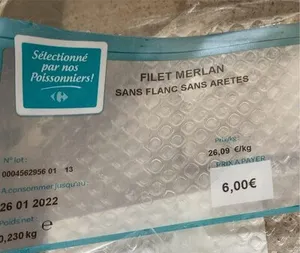 Sélectionné
par nos
Poissonniers!
Carrefour
FILET MERLAN
SANS FLANC SANS ARETES
Prix/kg
26,09 €/kg
N° lot:
0004562956 01 13
PRIX A PAYER
6,00€
A consommer jusqu'au
26 01 2022
Poids net:
0,230 kg e